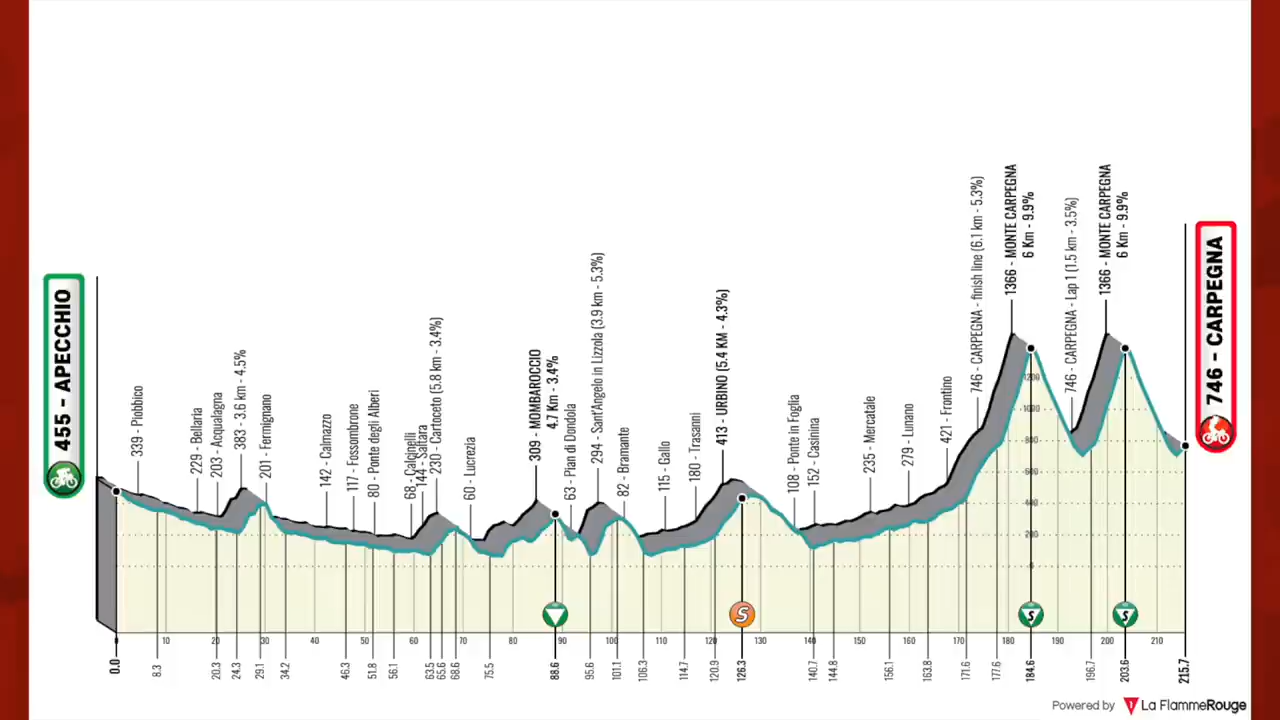 455 - APECCHIO
339 - Piobbico
229 - Bellaria
203 - Acqualagna
383 - 3.6 km - 4.5%
201 - Fermignano
142 - Calmazzo
117 - Fossombrone
80 - Ponte degli Alberi
68 - Calcinelli
144 - Saltara
230 - Cartoceto (5.8 km - 3.4%)
60 - Lucrezia
309 - MOMBAROCCIO
4.7 Km - 3.4%
63 - Pian di Dondola
294 - Sant'Angelo in Lizzola (3.9 km - 5.3%)
82 - Bramante
115 - Gallo
180 - Trasanni
413 - URBINO (5.4 KM - 4.3%)
108 - Ponte in Foglia
152 - Casinina
235 - Mercatale
279 - Lunano
421 - Frontino
746 - CARPEGNA - finish line (6.1 km - 5.3%)
1366 - MONTE CARPEGNA
6 Km - 9.9%
746 - CARPEGNA - Lap 1 (1.5 km - 3.5%)
1366 - MONTE CARPEGNA
6 Km - 9.9%
746 - CARPEGNA
1200
1000
800
600
400
200
0
S
S
S
0 10 20 30 40 50 60 70 80 90 100 110 120 130 140 150 160 170 180 190 200 210
0.0 8.3 20.3 24.3 29.1 34.2 46.3 51.8 56.1 63.5 65.6 68.6 75.5 88.6 95.6 101.1 106.3 114.7 120.9 126.3 140.7 144.8 156.1 163.8 171.6 177.6 184.6 196.7 203.6 215.7
Powered by La FlammeRouge